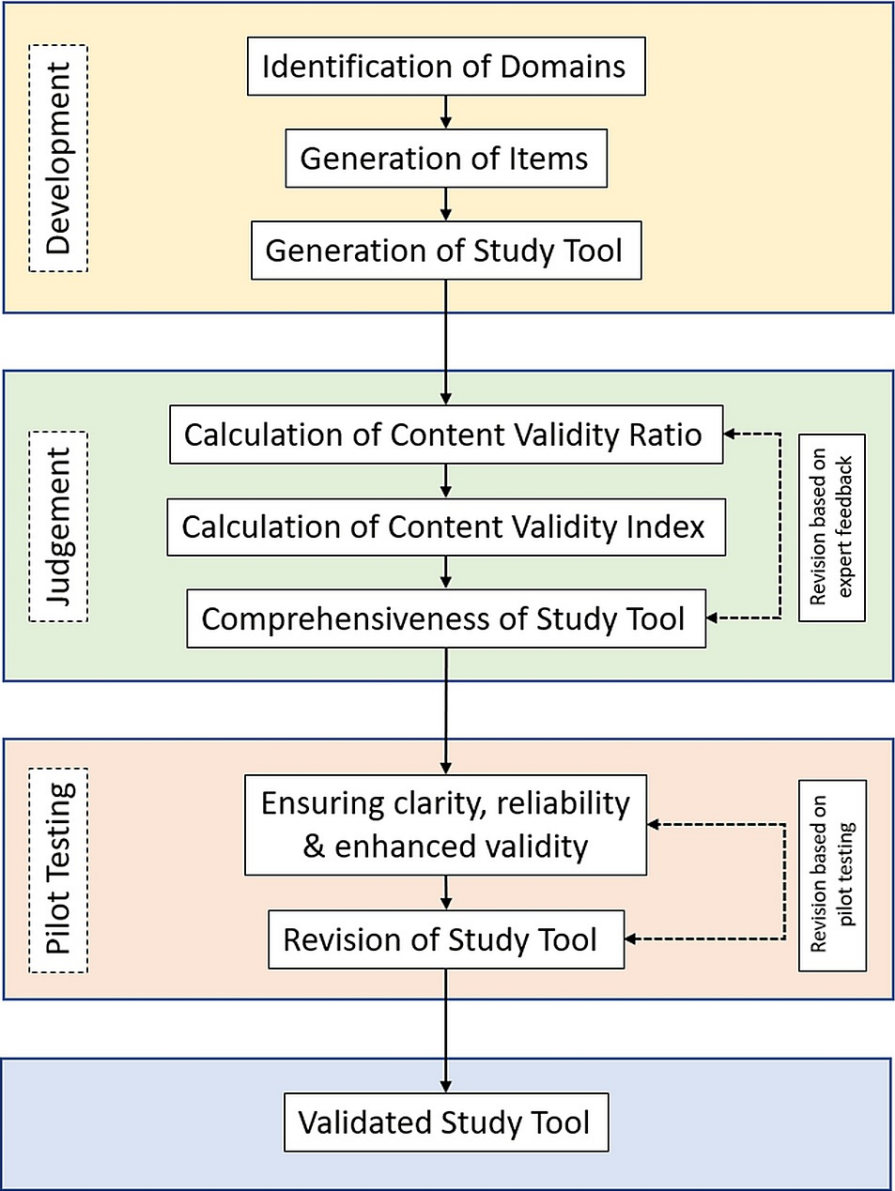 Development
Identification of Domains
Generation of Items
Generation of Study Tool
Judgement
Calculation of Content Validity Ratio
Calculation of Content Validity Index
Comprehensiveness of Study Tool
Revision based on
expert feedback
Pilot Testing
Ensuring clarity, reliability
& enhanced validity
Revision of Study Tool
Revision based on
pilot testing
Validated Study Tool